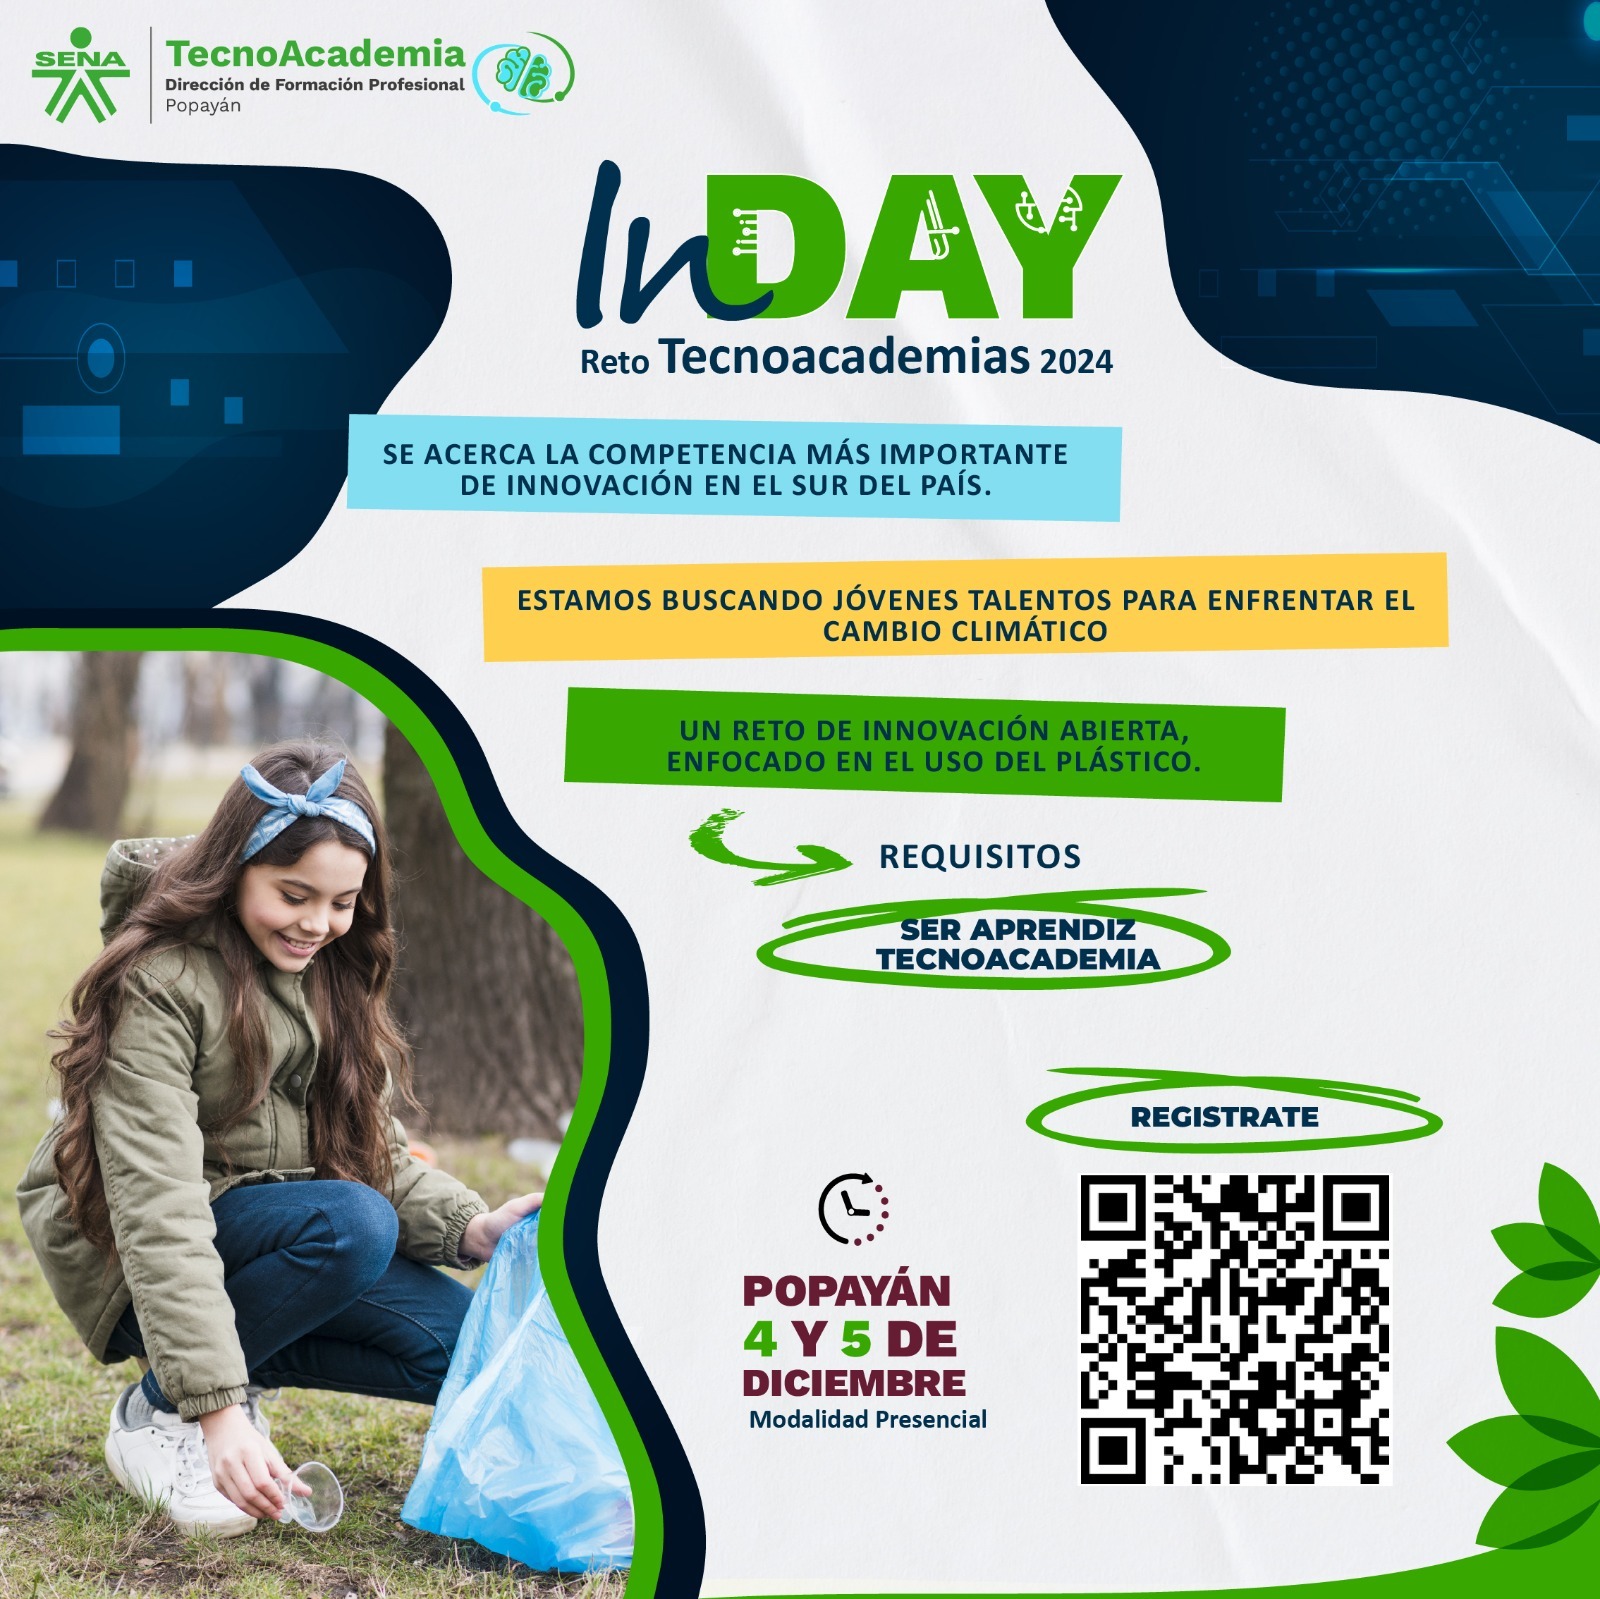 SENA
TecnoAcademia
Dirección de Formación Profesional
Popayán
InDAY
Reto Tecnoacademias 2024
SE ACERCA LA COMPETENCIA MÁS IMPORTANTE
DE INNOVACIÓN EN EL SUR DEL PAÍS.
ESTAMOS BUSCANDO JÓVENES TALENTOS PARA ENFRENTAR EL
CAMBIO CLIMÁTICO
UN RETO DE INNOVACIÓN ABIERTA,
ENFOCADO EN EL USO DEL PLÁSTICO.
REQUISITOS
SER APRENDIZ
TECNOACADEMIA
REGISTRATE
POPAYÁN
4 Y 5 DE
DICIEMBRE
Modalidad Presencial